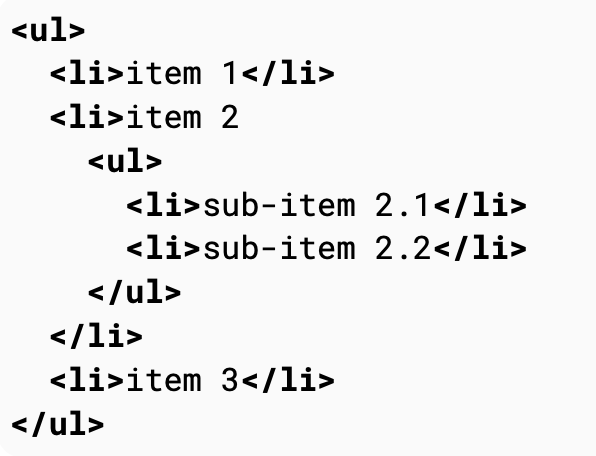 <ul>
  <li>item 1</li>
  <li>item 2
    <ul>
      <li>sub-item 2.1</li>
      <li>sub-item 2.2</li>
    </ul>
  </li>
  <li>item 3</li>
</ul>